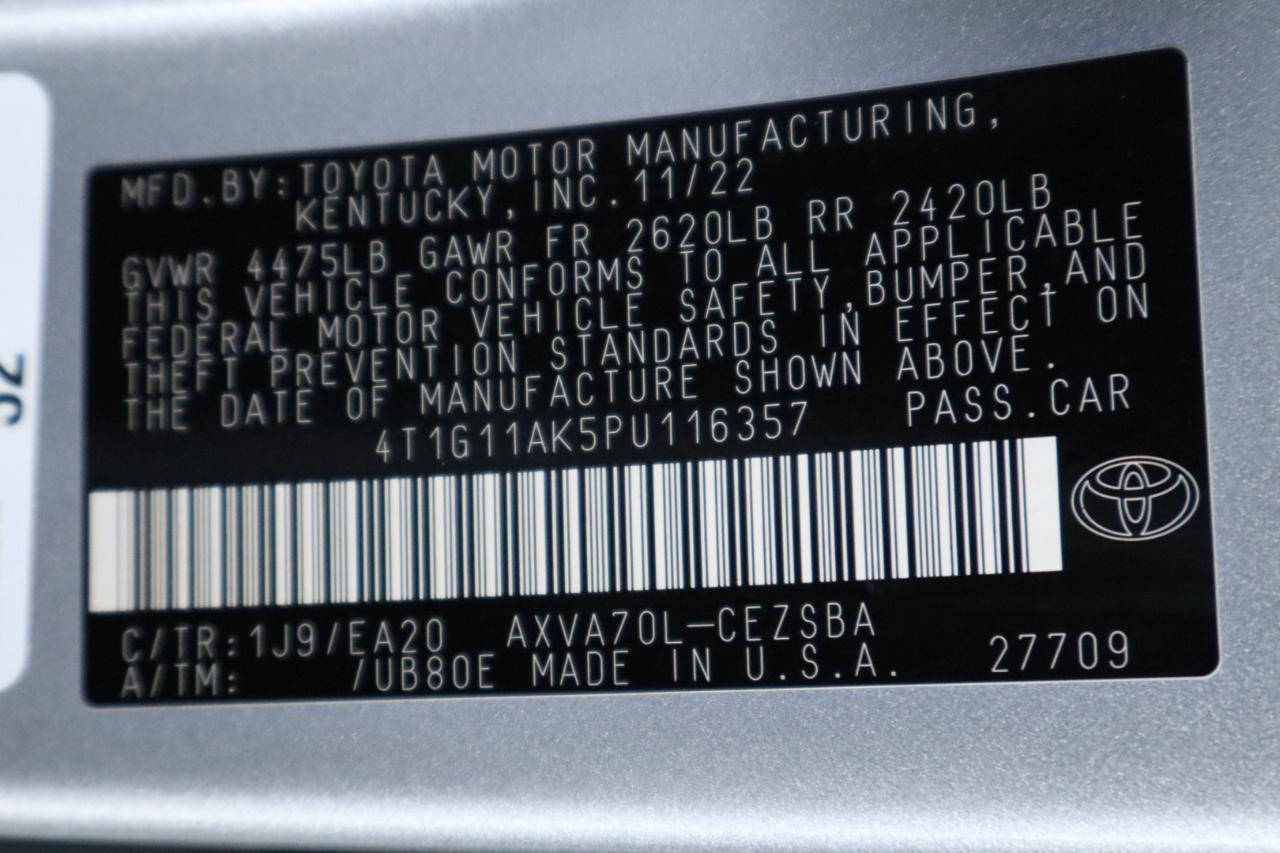 MFD.BY:TOYOTA MOTOR MANUFACTURING,
KENTUCKY,INC.11/22
GVWR 4475LB GAWR FR 2620LB RR 2420LB
THIS VEHICLE CONFORMS TO ALL APPLICABLE
FEDERAL MOTOR VEHICLE SAFETY,BUMPER,AND
THEFT PREVENTION STANDARDS IN EFFECT ON
THE DATE OF MANUFACTURE SHOWN ABOVE.
4T1G11AK5PU116357 PASS.CAR
C/TR:1J9/EA20 AXVA70L-CEZSBA
A/TM: /UB80E MADE IN U.S.A. 27709